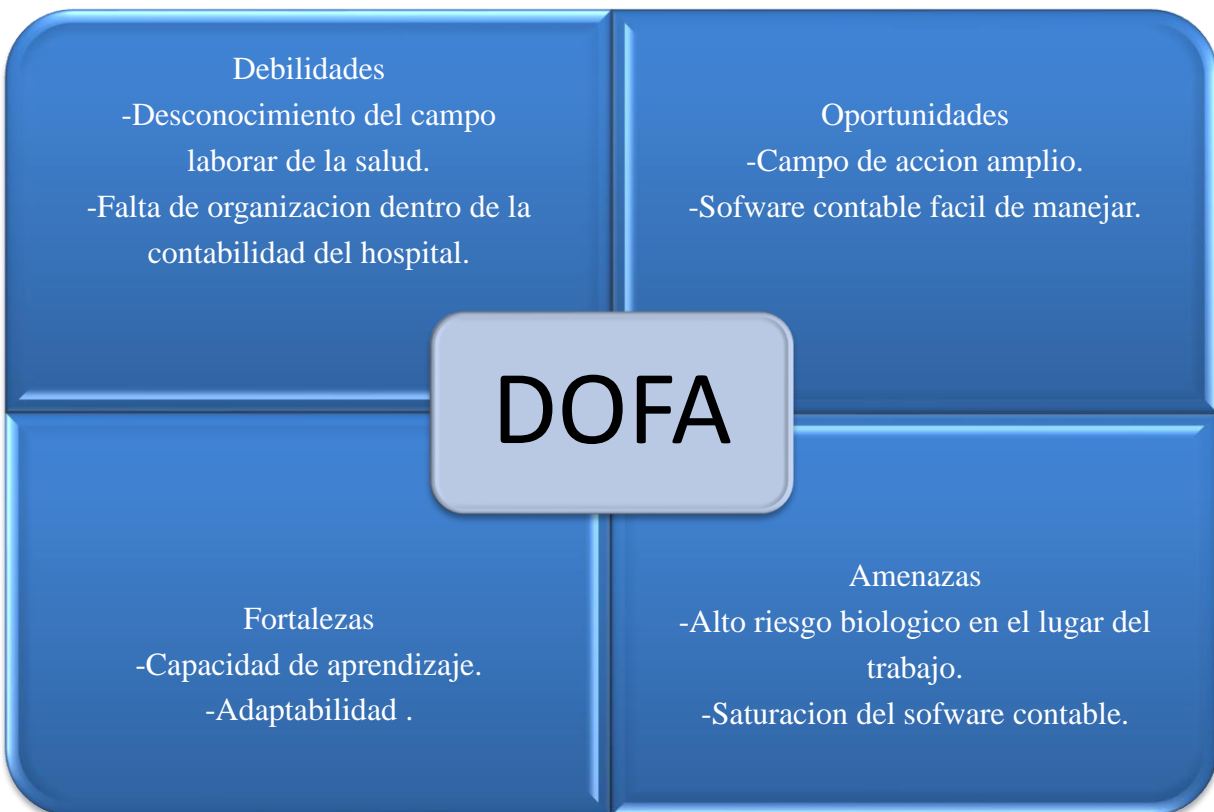 Debilidades
-Desconocimiento del campo
laborar de la salud.
-Falta de organizacion dentro de la
contabilidad del hospital.
Oportunidades
-Campo de accion amplio.
-Sofware contable facil de manejar.
DOFA
Fortalezas
-Capacidad de aprendizaje.
-Adaptabilidad .
Amenazas
-Alto riesgo biologico en el lugar del
trabajo.
-Saturacion del sofware contable.